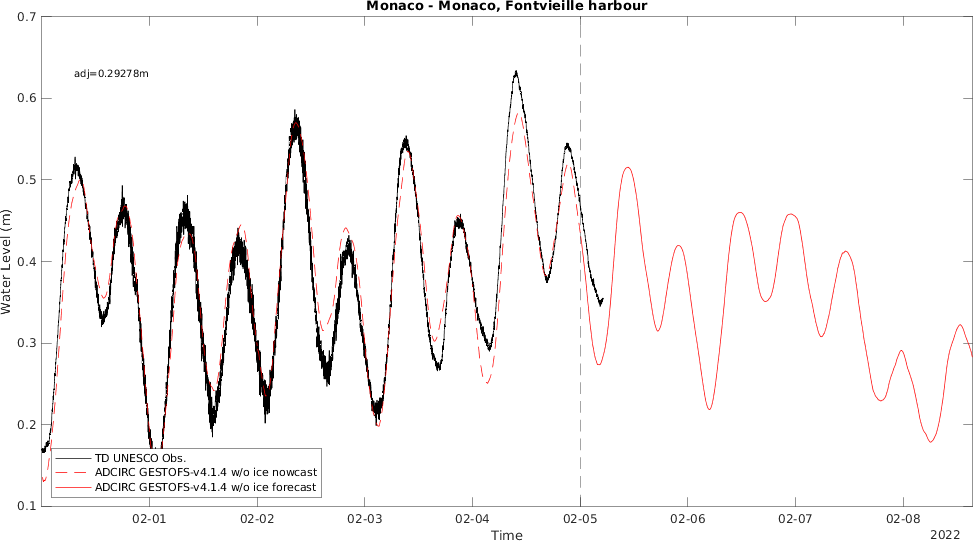 Monaco - Monaco, Fontvieille harbour
adj=0.29278m
Water Level (m)
0.7
0.6
0.5
0.4
0.3
0.2
0.1
TD UNESCO Obs.
ADCIRC GESTOFS-v4.1.4 w/o ice nowcast
ADCIRC GESTOFS-v4.1.4 w/o ice forecast
02-01 02-02 02-03 02-04 02-05 02-06 02-07 02-08
Time
2022